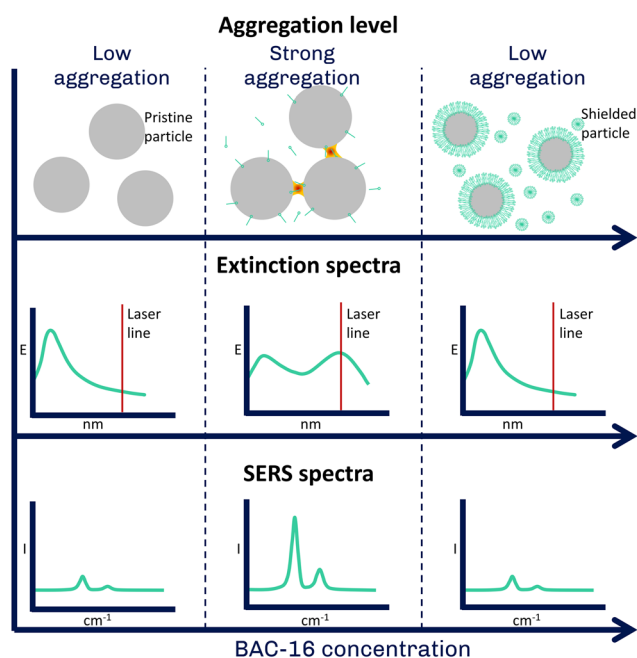 Aggregation level
Low
aggregation
Strong
aggregation
Low
aggregation
Pristine
particle
Shielded
particle
Extinction spectra
E
Laser
line
nm
E
Laser
line
nm
E
Laser
line
nm
SERS spectra
I
cm-1
I
cm-1
I
cm-1
BAC-16 concentration